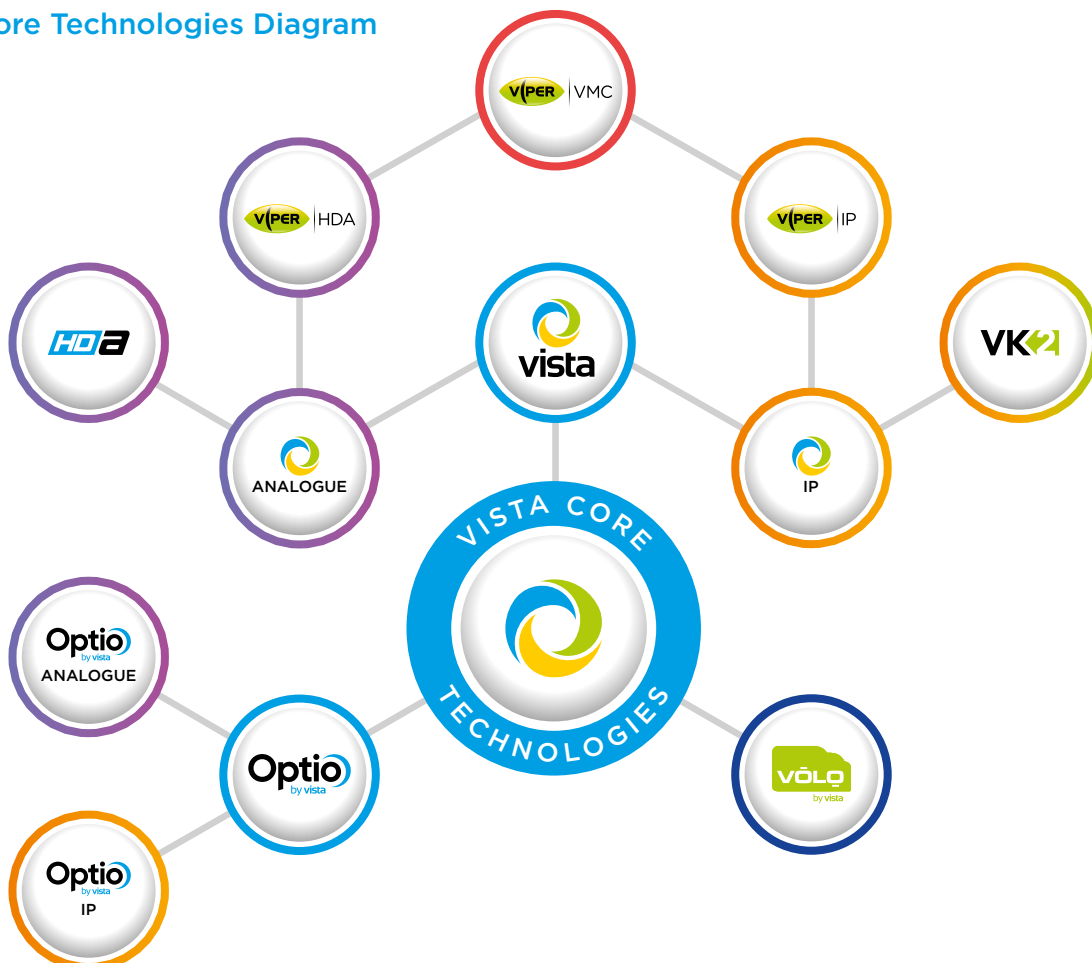 ore Technologies Diagram
VIPER | VMC
VIPER | HDA
VIPER | IP
HDa
vista
VK2
ANALOGUE
IP
VISTA CORE
TECHNOLOGIES
Optio
by vista
ANALOGUE
Optio
by vista
VOLO
by vista
Optio
by vista
IP